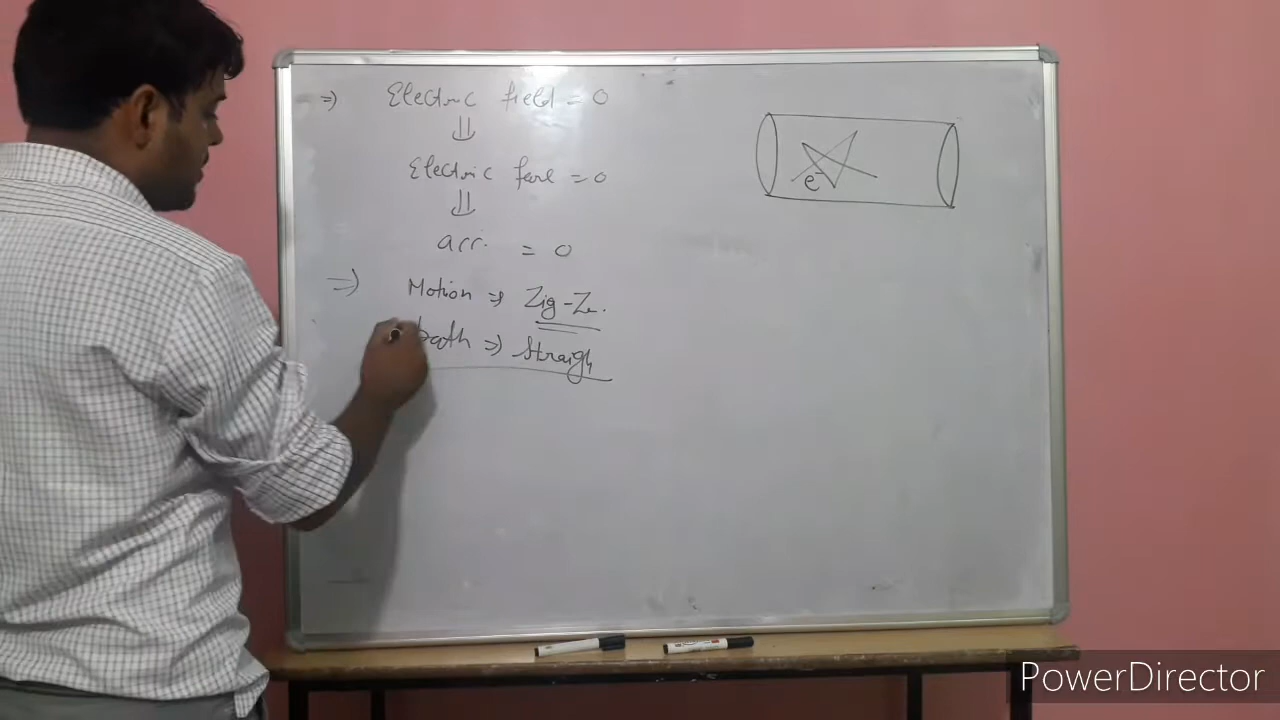 => Electric field = 0
⇓
Electric force = 0
⇓
acc. = 0
=> Motion => Zig-Za.
path => Straigh
e-
PowerDirector